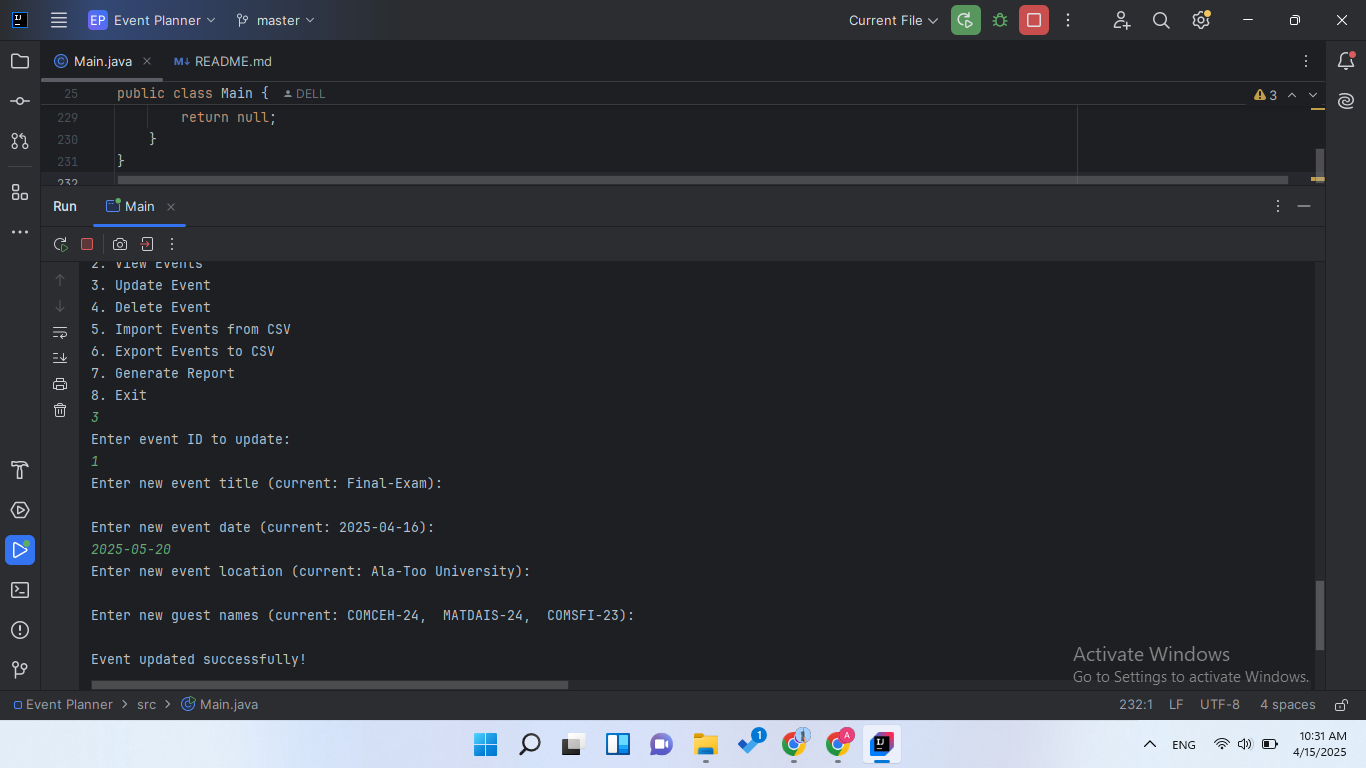 EP Event Planner master Current File
Main.java README.md
25 public class Main { DELL 3
229 return null;
230 }
231 }
232
Run Main
2. View Events
3. Update Event
4. Delete Event
5. Import Events from CSV
6. Export Events to CSV
7. Generate Report
8. Exit
3
Enter event ID to update:
1
Enter new event title (current: Final-Exam):
Enter new event date (current: 2025-04-16):
2025-05-20
Enter new event location (current: Ala-Too University):
Enter new guest names (current: COMCEH-24,  MATDAIS-24,  COMSFI-23):
Event updated successfully!
Activate Windows
Go to Settings to activate Windows.
Event Planner > src > Main.java 232:1 LF UTF-8 4 spaces
1 A ENG 10:31 AM
4/15/2025